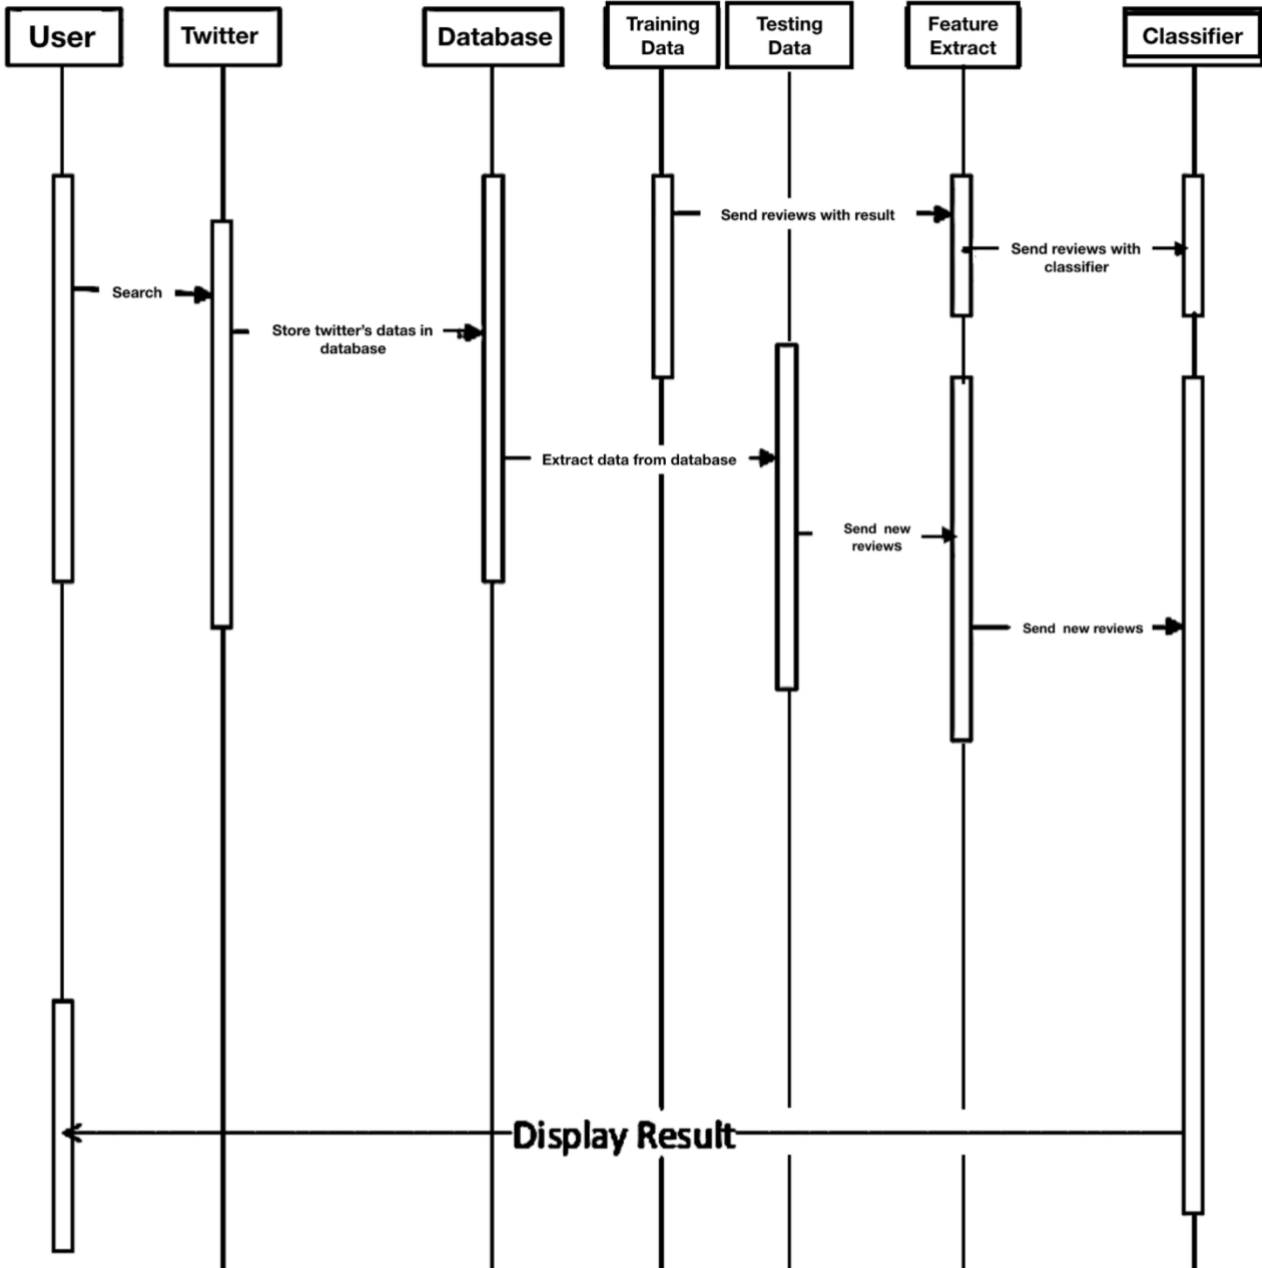 User
Twitter
Database
Training
Data
Testing
Data
Feature
Extract
Classifier
Send reviews with result
Send reviews with
classifier
Search
Store twitter's datas in
database
Extract data from database
Send new
reviews
Send new reviews
Display Result